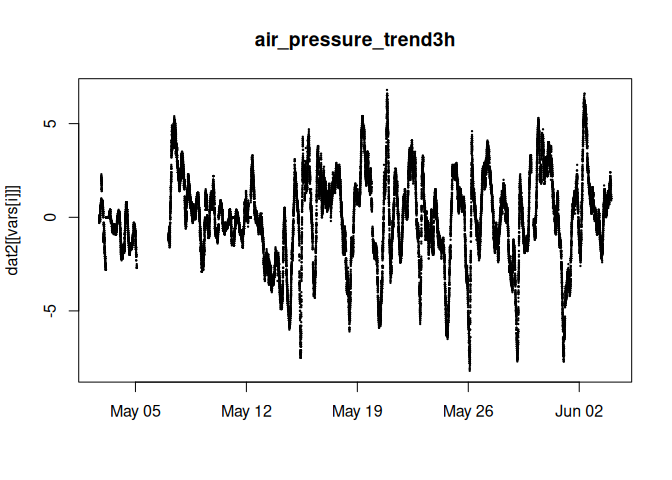 air_pressure_trend3h
dat2[[vars[i]]]
5
0
-5
May 05
May 12
May 19
May 26
Jun 02